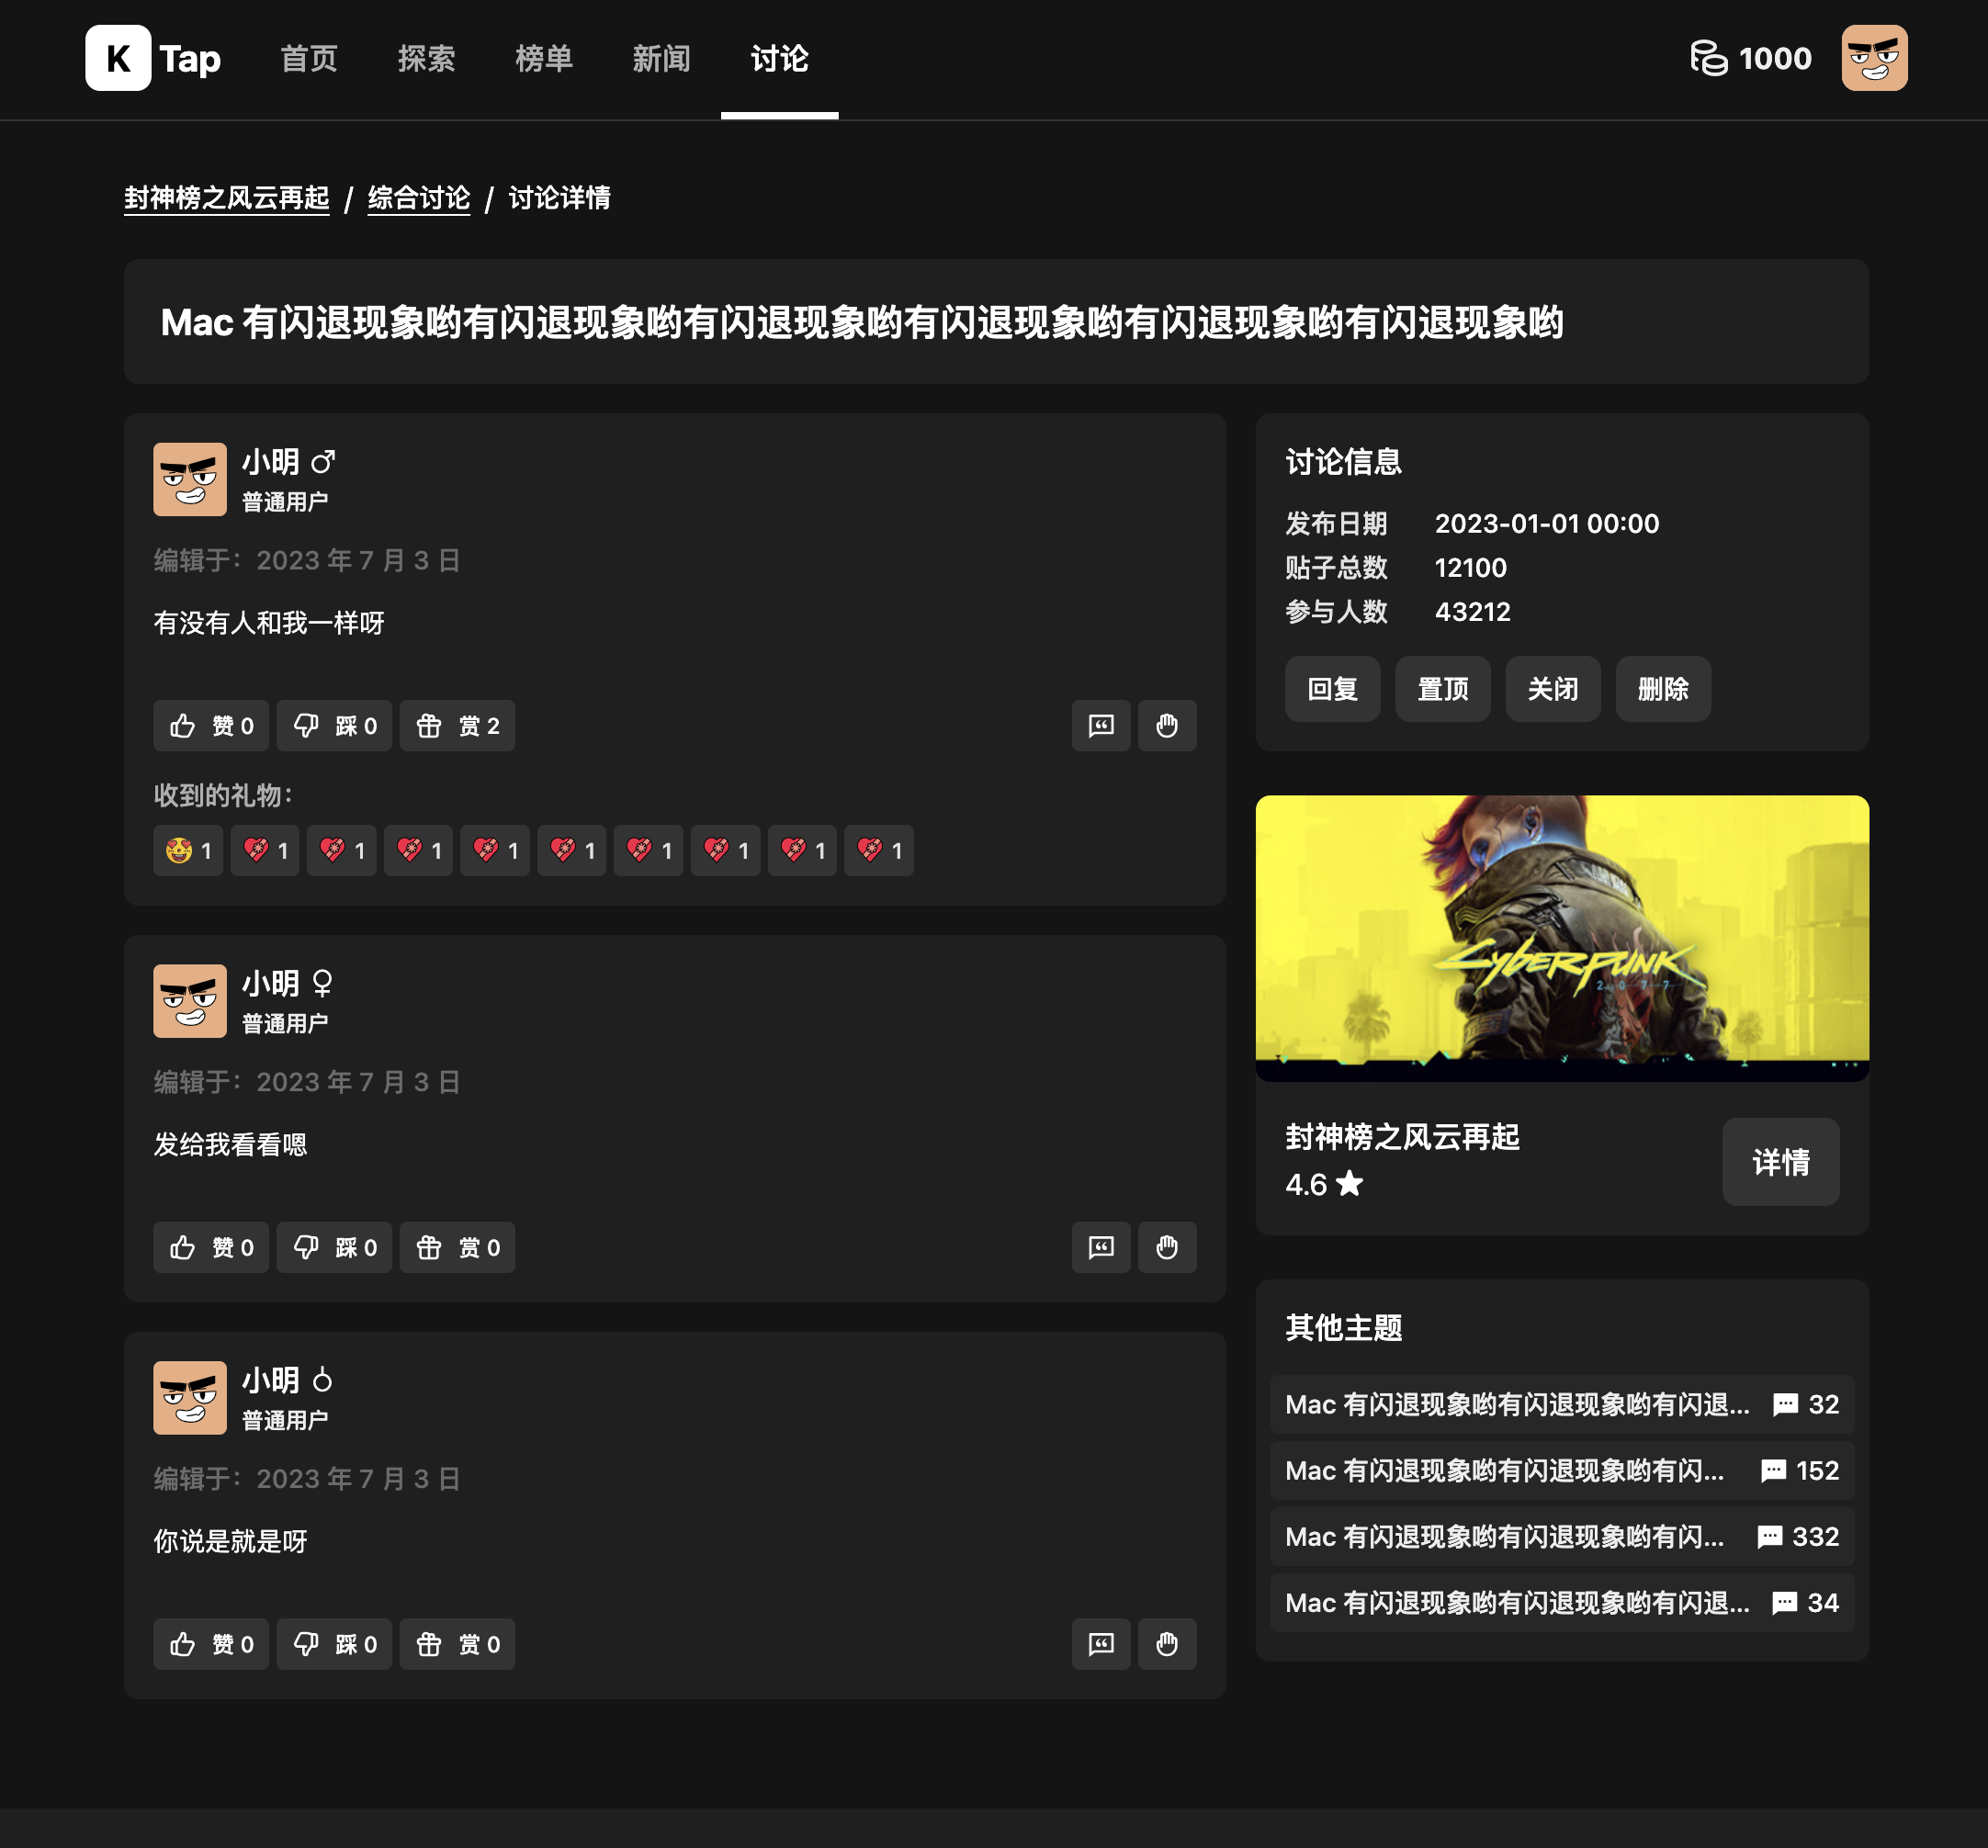 K Tap 首页 探索 榜单 新闻 讨论 1000
封神榜之风云再起 / 综合讨论 / 讨论详情
Mac 有闪退现象哟有闪退现象哟有闪退现象哟有闪退现象哟有闪退现象哟有闪退现象哟
小明
普通用户
编辑于：2023 年 7 月 3 日
有没有人和我一样呀
赞 0 踩 0 赏 2
收到的礼物：
1 1 1 1 1 1 1 1 1 1
小明
普通用户
编辑于：2023 年 7 月 3 日
发给我看看嗯
赞 0 踩 0 赏 0
小明
普通用户
编辑于：2023 年 7 月 3 日
你说是就是呀
赞 0 踩 0 赏 0
讨论信息
发布日期 2023-01-01 00:00
贴子总数 12100
参与人数 43212
回复 置顶 关闭 删除
CYBERPUNK
2077
封神榜之风云再起
4.6
详情
其他主题
Mac 有闪退现象哟有闪退现象哟有闪退... 32
Mac 有闪退现象哟有闪退现象哟有闪... 152
Mac 有闪退现象哟有闪退现象哟有闪... 332
Mac 有闪退现象哟有闪退现象哟有闪退... 34